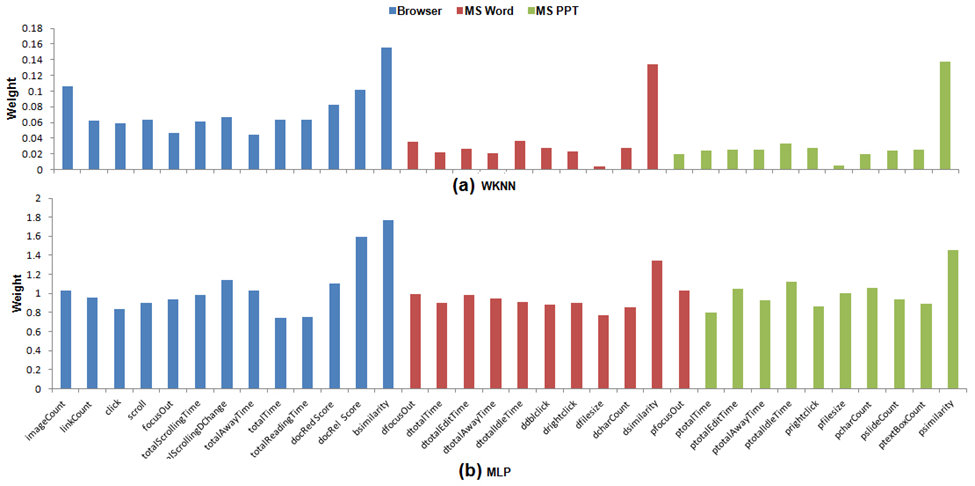 Browser MS Word MS PPT
0.18
0.16
0.14
0.12
0.1
0.08
0.06
0.04
0.02
0
Weight
(a) WKNN
2
1.8
1.6
1.4
1.2
1
0.8
0.6
0.4
0.2
0
Weight
imageCount
linkCount
click
scroll
focusOut
totalScrollingTime
alScrollingDChange
totalAwayTime
totalTime
totalReadingTime
docRedScore
docRel_Score
bsimilarity
dfocusOut
dtotalTime
dtotalEditTime
dtotalAwayTime
dtotalIdleTime
ddblclick
drightclick
dfilesize
dcharCount
dsimilarity
pfocusOut
ptotalTime
ptotalEditTime
ptotalAwayTime
ptotalIdleTime
prightclick
pfilesize
pcharCount
pslideCount
ptextBoxCount
psimilarity
(b) MLP